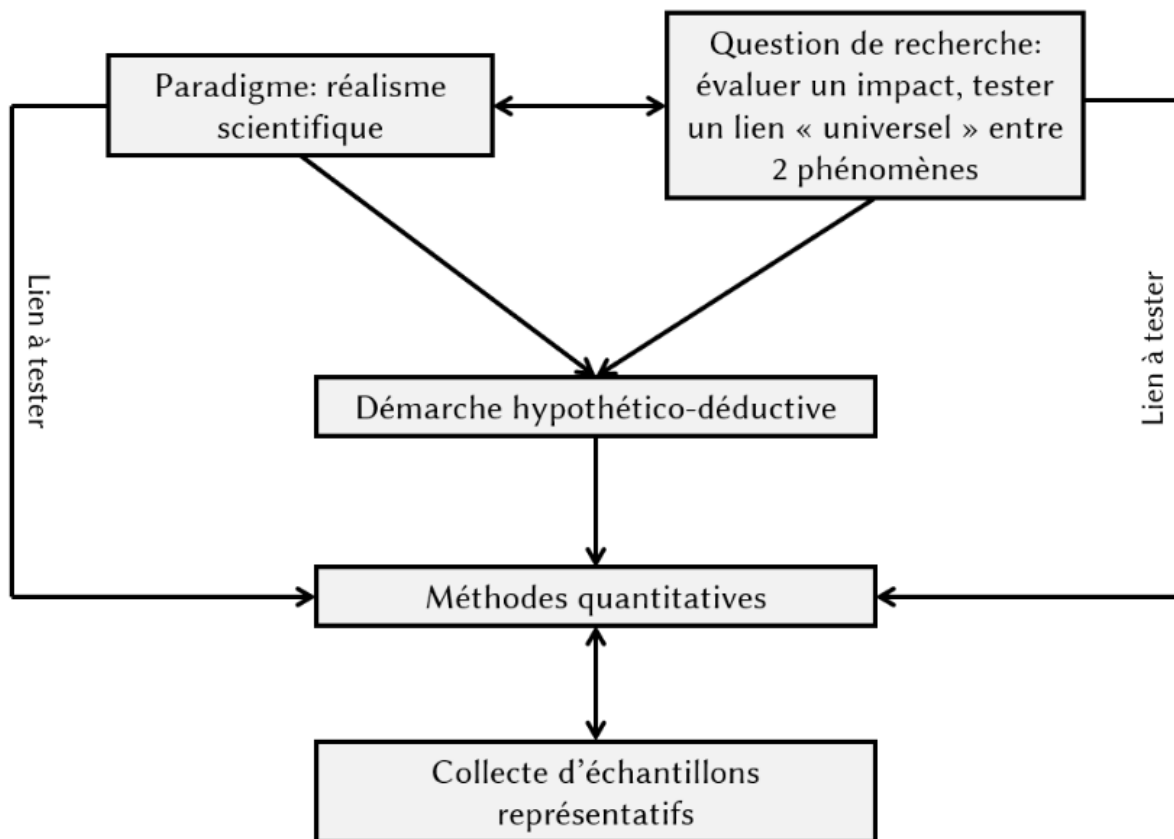 Paradigme: réalisme
scientifique
Question de recherche:
évaluer un impact, tester
un lien « universel » entre
2 phénomènes
Lien à tester
Lien à tester
Démarche hypothético-déductive
Méthodes quantitatives
Collecte d’échantillons
représentatifs